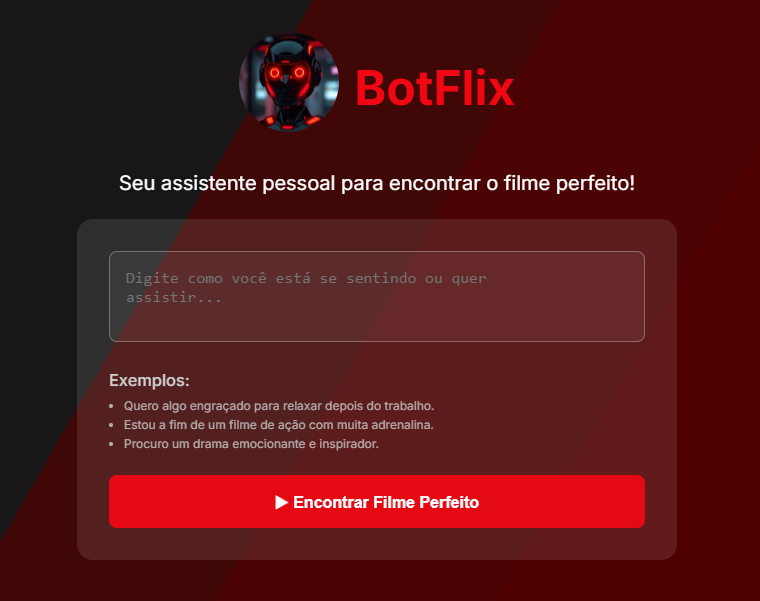 BotFlix
Seu assistente pessoal para encontrar o filme perfeito!
Digite como você está se sentindo ou quer
assistir...
Exemplos:
• Quero algo engraçado para relaxar depois do trabalho.
• Estou a fim de um filme de ação com muita adrenalina.
• Procuro um drama emocionante e inspirador.
▶ Encontrar Filme Perfeito